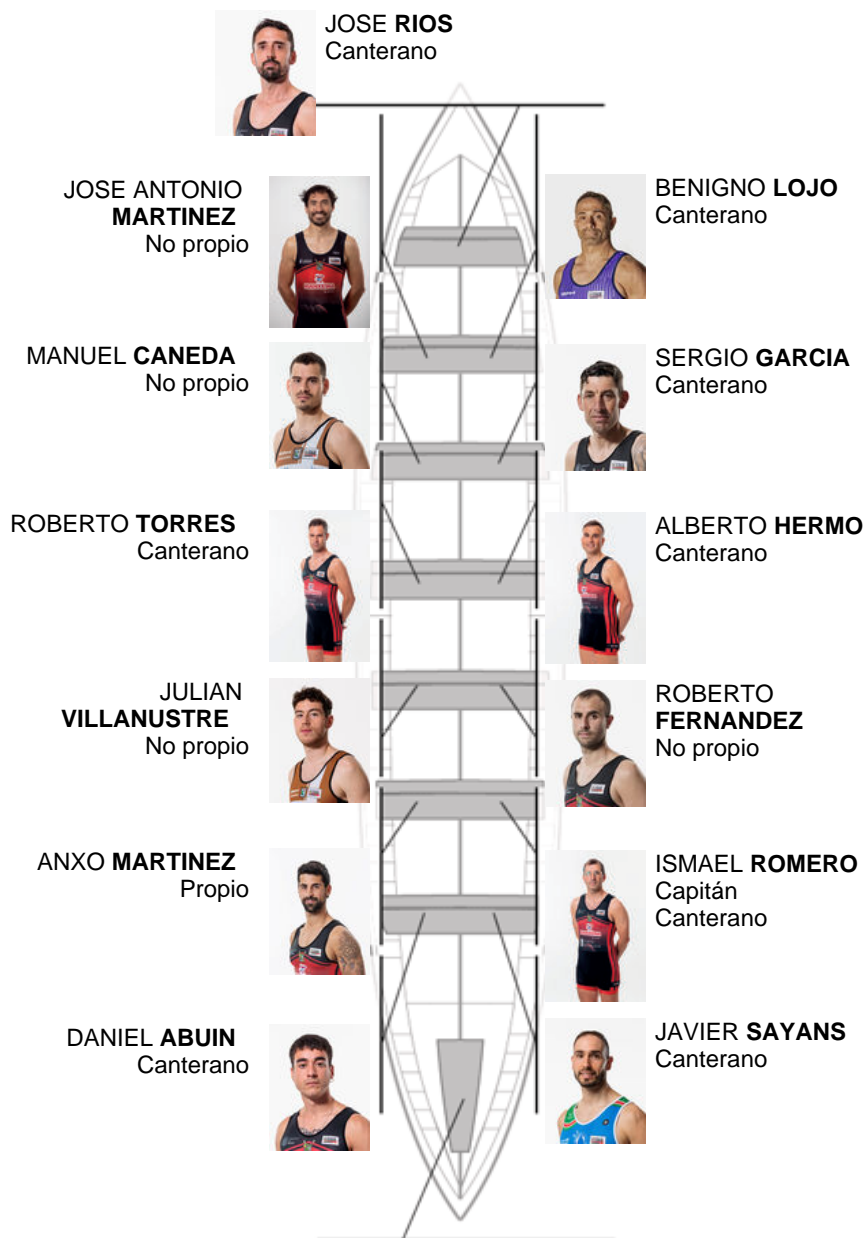 JOSE RIOS
Canterano
JOSE ANTONIO
MARTINEZ
No propio
BENIGNO LOJO
Canterano
MANUEL CANEDA
No propio
SERGIO GARCIA
Canterano
ROBERTO TORRES
Canterano
ALBERTO HERMO
Canterano
JULIAN
VILLANUSTRE
No propio
ROBERTO
FERNANDEZ
No propio
ANXO MARTINEZ
Propio
ISMAEL ROMERO
Capitán
Canterano
DANIEL ABUIN
Canterano
JAVIER SAYANS
Canterano